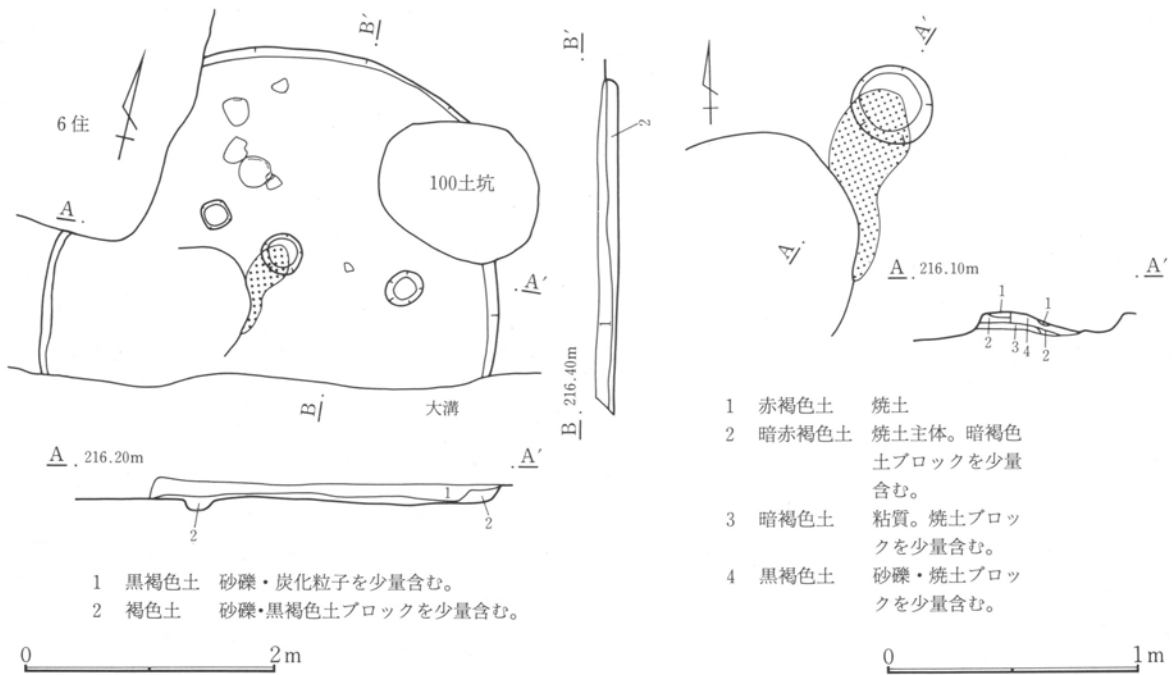 B′
6住
100土坑
A
A′
B
大溝
A 216.20m A′
1
2
2
1 黒褐色土 砂礫・炭化粒子を少量含む。
2 褐色土 砂礫・黒褐色土ブロックを少量含む。
0 2m
B′
2
B 216.40m
A′
A
A 216.10m A′
1 1
2 3 4 2
1 赤褐色土 焼土
2 暗赤褐色土 焼土主体。暗褐色
土ブロックを少量
含む。
3 暗褐色土 粘質。焼土ブロッ
クを少量含む。
4 黒褐色土 砂礫・焼土ブロッ
クを少量含む。
0 1m